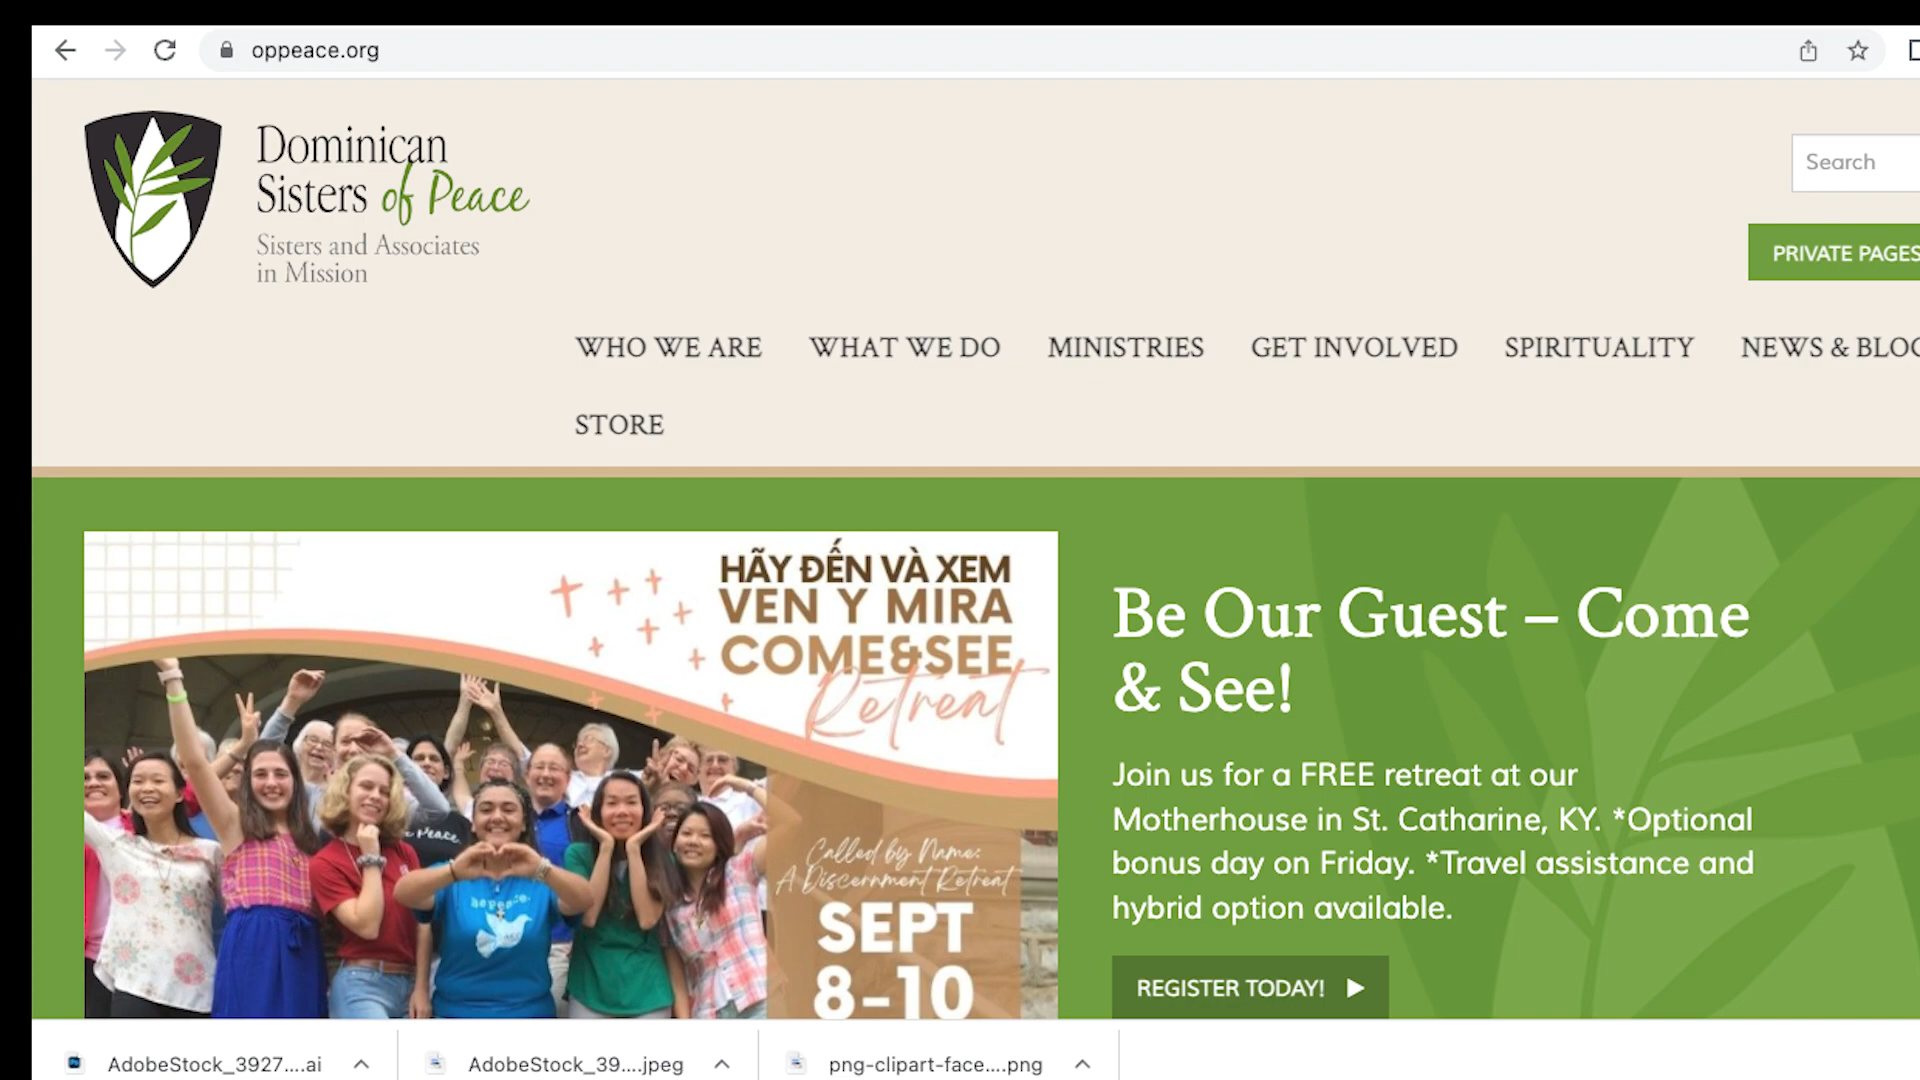 oppeace.org
Dominican
Sisters of Peace
Sisters and Associates
in Mission
Search
PRIVATE PAGES
WHO WE ARE
WHAT WE DO
MINISTRIES
GET INVOLVED
SPIRITUALITY
NEWS & BLOG
STORE
HÃY ĐẾN VÀ XEM
VEN Y MIRA
COME&SEE
Retreat
Called by Name:
A Discernment Retreat
SEPT
8-10
be peace.
Peace
Be Our Guest – Come
& See!
Join us for a FREE retreat at our
Motherhouse in St. Catharine, KY. *Optional
bonus day on Friday. *Travel assistance and
hybrid option available.
REGISTER TODAY!
AdobeStock_3927....ai
AdobeStock_39....jpeg
png-clipart-face....png